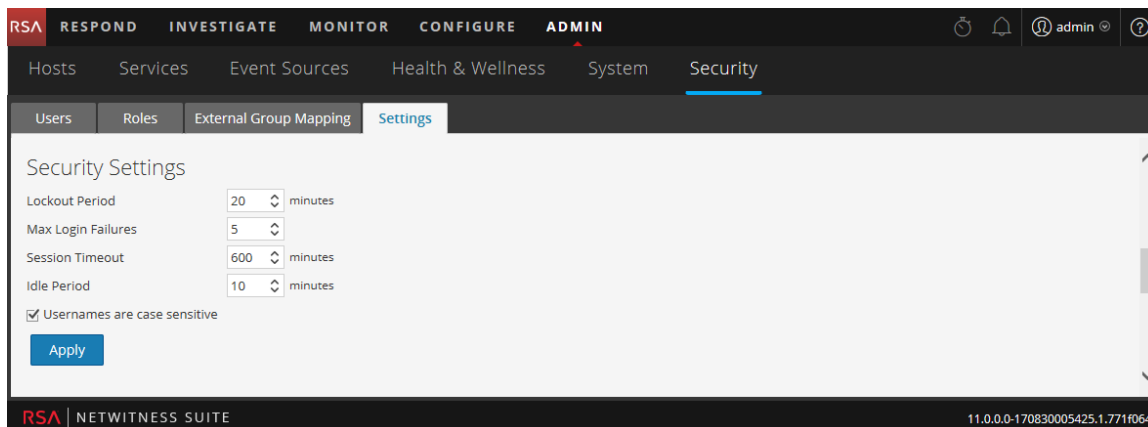 RSA RESPOND INVESTIGATE MONITOR CONFIGURE ADMIN admin ?
Hosts Services Event Sources Health & Wellness System Security
Users Roles External Group Mapping Settings
Security Settings
Lockout Period 20 minutes
Max Login Failures 5
Session Timeout 600 minutes
Idle Period 10 minutes
Usernames are case sensitive
Apply
RSA | NETWITNESS SUITE 11.0.0.0-170830005425.1.771f064